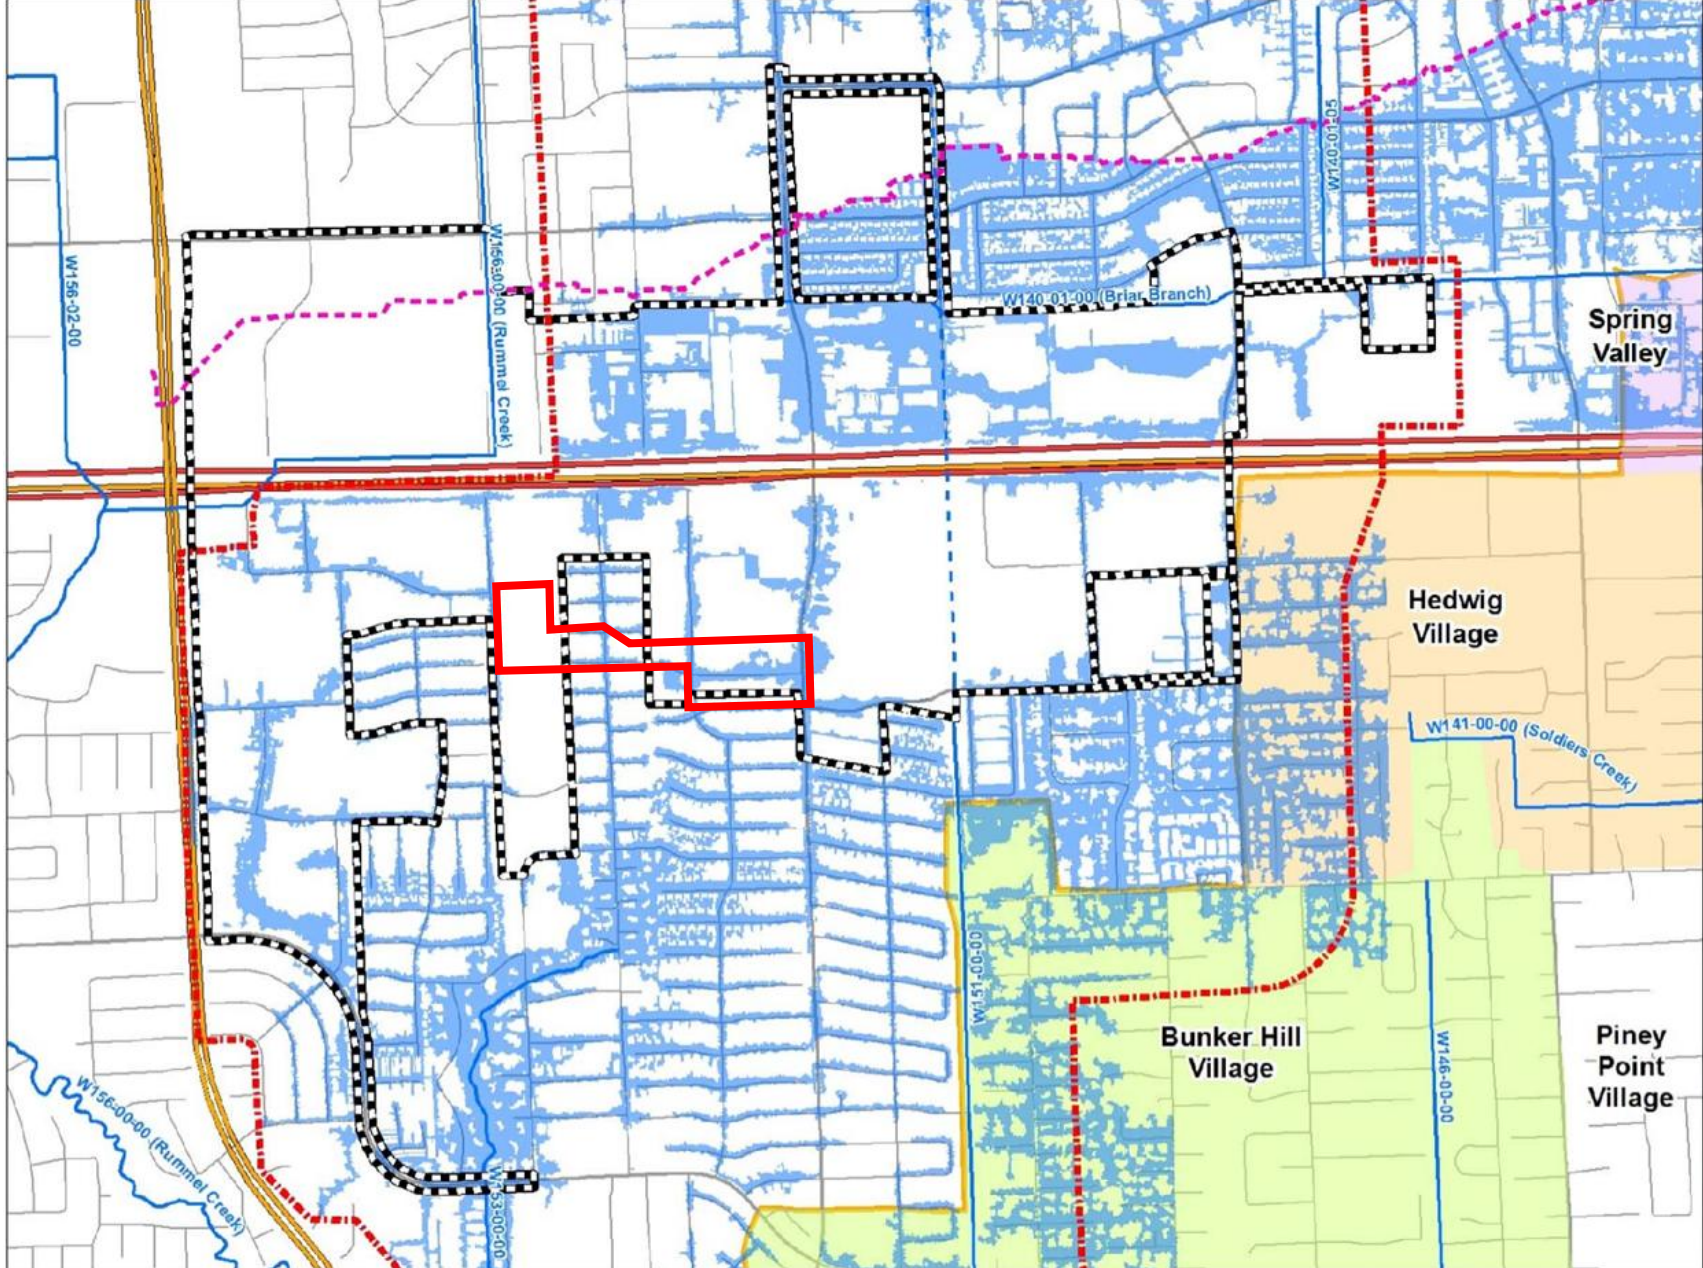 W140-01-05
W156-02-00
W156-00-00 (Rummel Creek)
W140-01-00 (Briar Branch)
Spring
Valley
Hedwig
Village
W141-00-00 (Soldiers Creek)
W151-00-00
Bunker Hill
Village
W146-00-00
Piney
Point
Village
W156-00-00 (Rummel Creek)
W153-00-00